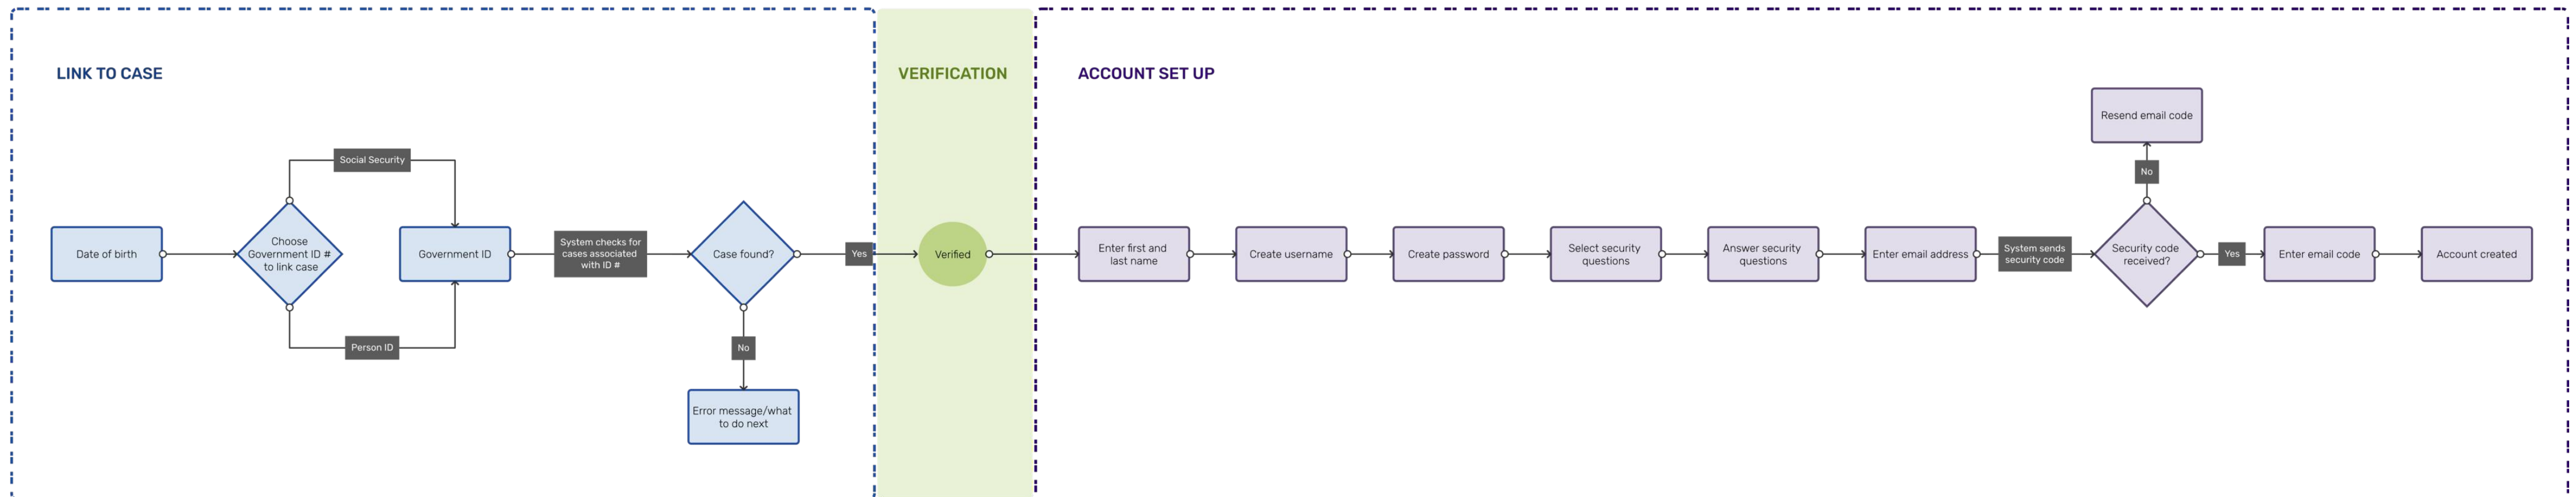 LINK TO CASE
VERIFICATION
ACCOUNT SET UP
Resend email code
No
Social Security
Date of birth
Choose
Government ID #
to link case
Government ID
System checks for
cases associated
with ID #
Case found?
Yes
Verified
Enter first and
last name
Create username
Create password
Select security
questions
Answer security
questions
Enter email address
System sends
security code
Security code
received?
Yes
Enter email code
Account created
Person ID
No
Error message/what
to do next